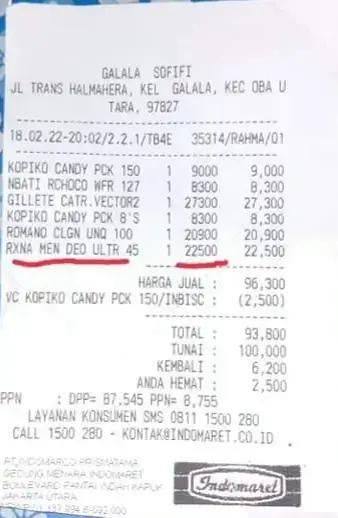 GALALA SOFIFI
JL TRANS HALMAHERA, KEL GALALA, KEC OBA U
TARA, 97827
18.02.22-20:02/2.2.1/TB4E 35314/RAHMA/01
KOPIKO CANDY PCK 150 1 9000 9,000
NBATI RCHOCO WFR 127 1 8300 8,300
GILLETE CATR.VECTOR2 1 27300 27,300
KOPIKO CANDY PCK 8'S 1 8300 8,300
ROMANO CLGN UNQ 100 1 20900 20,900
RXNA MEN DEO ULTR 45 1 22500 22,500
HARGA JUAL : 96,300
VC KOPIKO CANDY PCK 150/INBISC : (2,500)
TOTAL : 93,800
TUNAI : 100,000
KEMBALI : 6,200
ANDA HEMAT : 2,500
PPN : DPP= 87,545 PPN= 8,755
LAYANAN KONSUMEN SMS 0811 1500 280
CALL 1500 280 - KONTAK@INDOMARET.CO.ID
PT.INDOMARCO PRISMATAMA
GEDUNG MENARA INDOMARET
BOULEVARD PANTAI INDAH KAPUK
JAKARTA UTARA
Indomaret